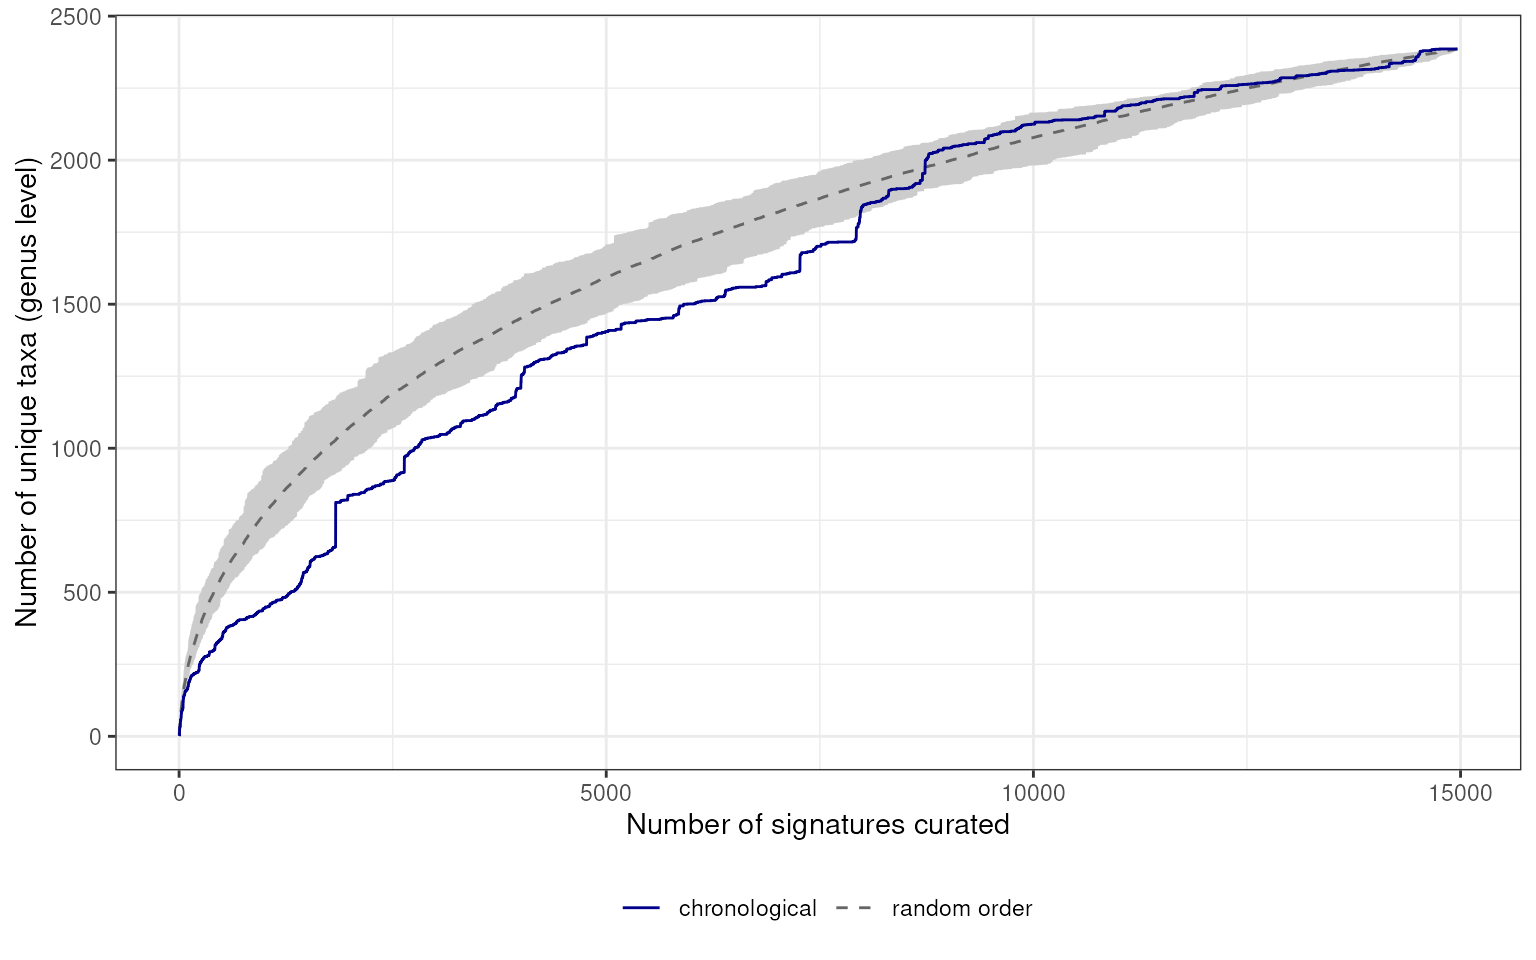 Number of unique taxa (genus level)
2500
2000
1500
1000
500
0
0 5000 10000 15000
Number of signatures curated
chronological random order